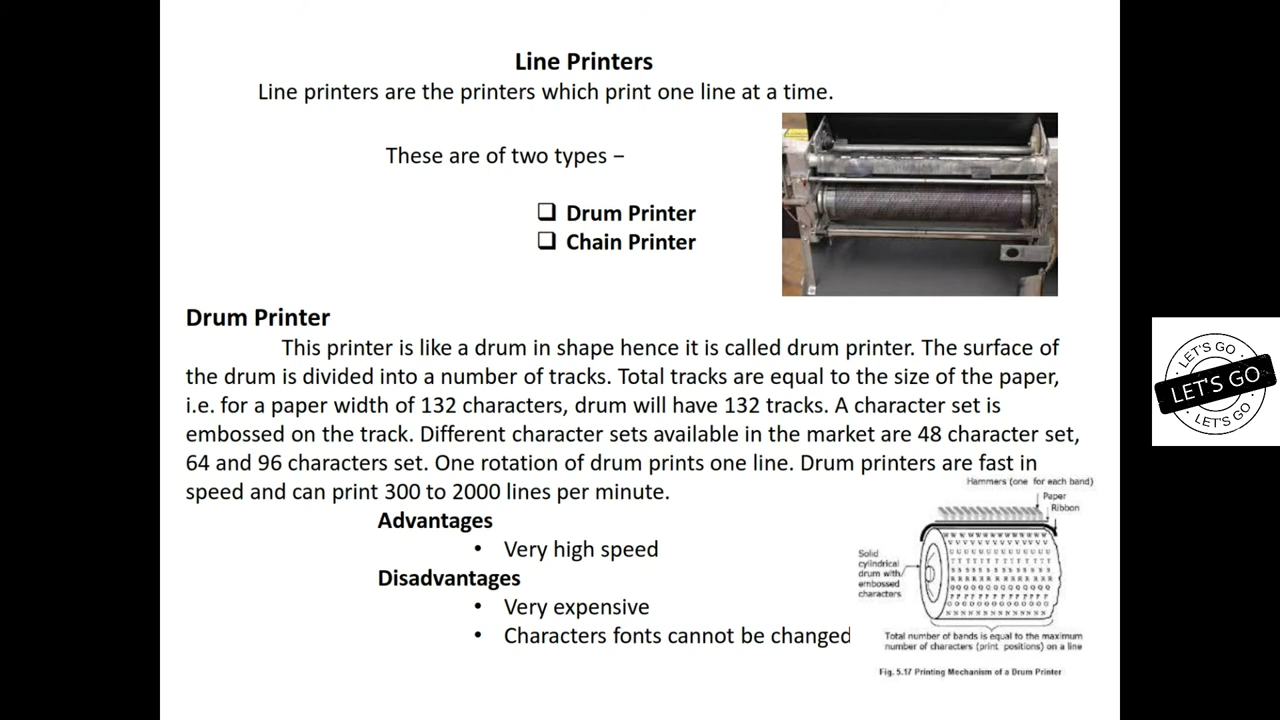 Line Printers
Line printers are the printers which print one line at a time.
These are of two types –
❑ Drum Printer
❑ Chain Printer
Drum Printer
This printer is like a drum in shape hence it is called drum printer. The surface of
the drum is divided into a number of tracks. Total tracks are equal to the size of the paper,
i.e. for a paper width of 132 characters, drum will have 132 tracks. A character set is
embossed on the track. Different character sets available in the market are 48 character set,
64 and 96 characters set. One rotation of drum prints one line. Drum printers are fast in
speed and can print 300 to 2000 lines per minute.
Advantages
• Very high speed
Disadvantages
• Very expensive
• Characters fonts cannot be changed
Hammers (one for each band)
Paper
Ribbon
Solid
cylindrical
drum with
embossed
characters
Total number of bands is equal to the maximum
number of characters (print positions) on a line
Fig. 5.17 Printing Mechanism of a Drum Printer
LET'S GO
LET'S GO
LET'S GO